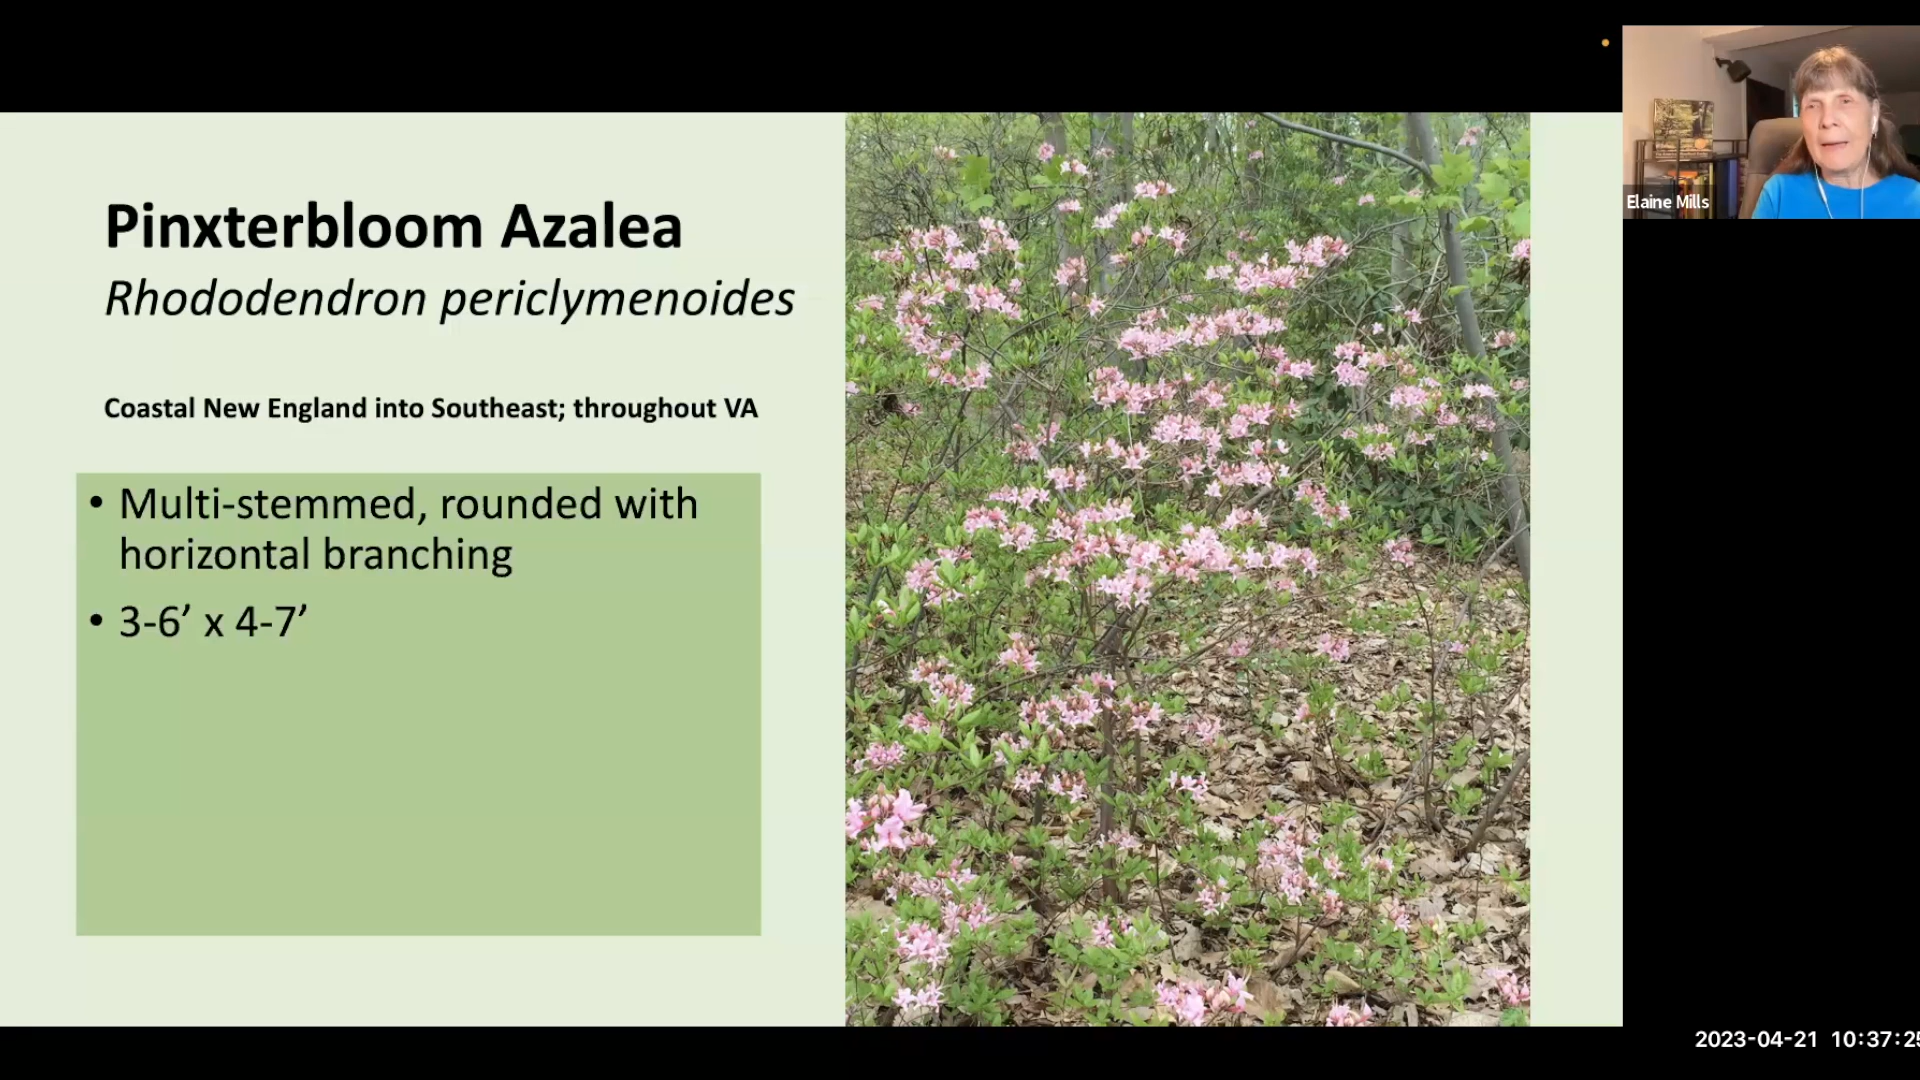 Pinxterbloom Azalea
Rhododendron periclymenoides
Coastal New England into Southeast; throughout VA
• Multi-stemmed, rounded with
horizontal branching
• 3-6’ x 4-7’
Elaine Mills
2023-04-21 10:37:25